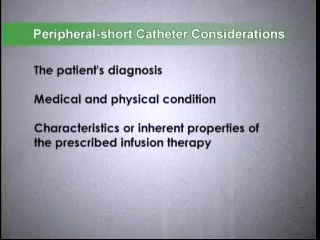 Peripheral-short Catheter Considerations
The patient's diagnosis
Medical and physical condition
Characteristics or inherent properties of
the prescribed infusion therapy